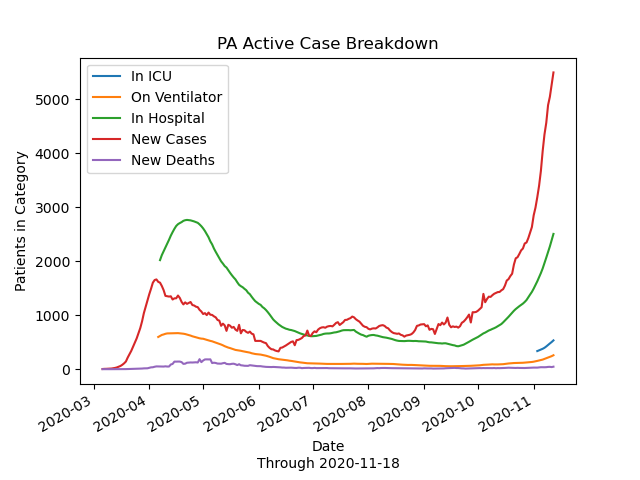 PA Active Case Breakdown
In ICU
On Ventilator
In Hospital
New Cases
New Deaths
Patients in Category
5000
4000
3000
2000
1000
0
2020-03
2020-04
2020-05
2020-06
2020-07
2020-08
2020-09
2020-10
2020-11
Date
Through 2020-11-18